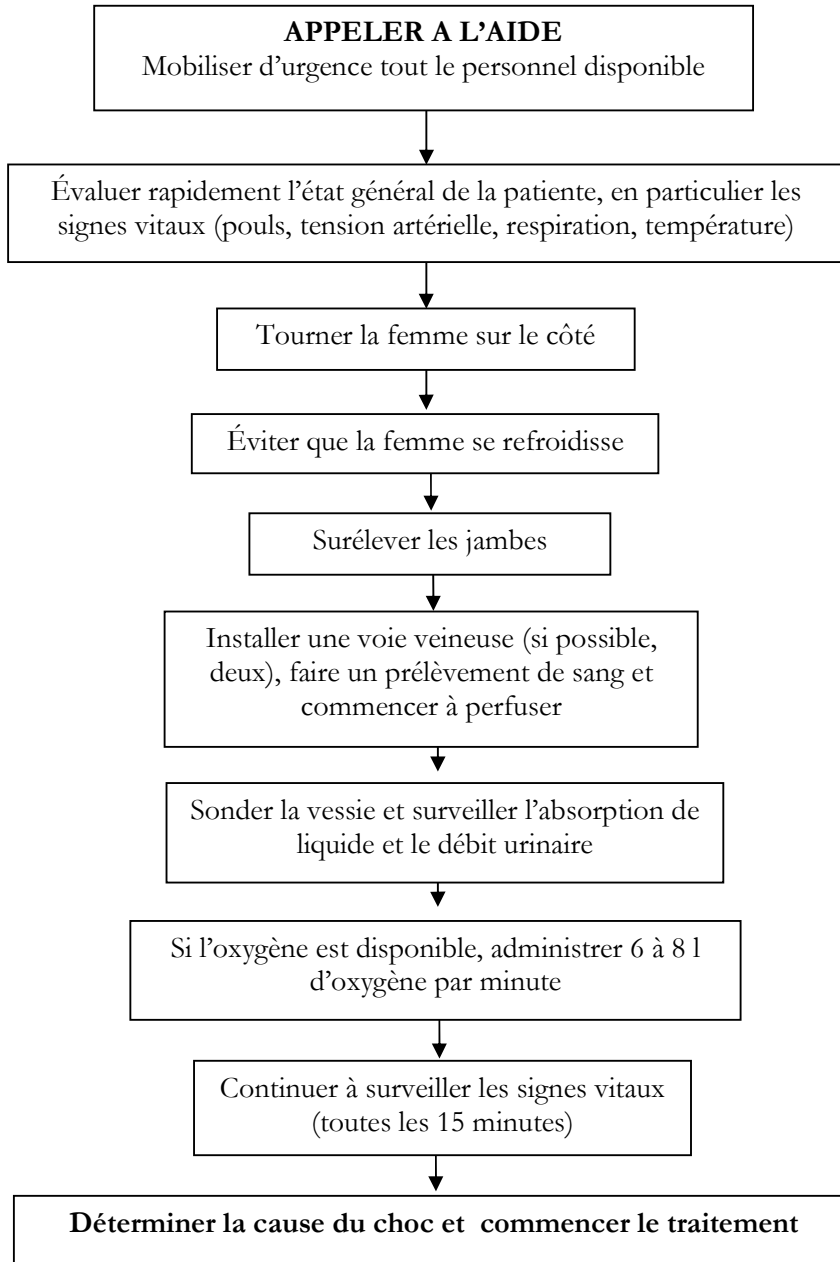 APPELER A L’AIDE
Mobiliser d’urgence tout le personnel disponible
Évaluer rapidement l’état général de la patiente, en particulier les
signes vitaux (pouls, tension artérielle, respiration, température)
Tourner la femme sur le côté
Éviter que la femme se refroidisse
Surélever les jambes
Installer une voie veineuse (si possible,
deux), faire un prélèvement de sang et
commencer à perfuser
Sonder la vessie et surveiller l’absorption de
liquide et le débit urinaire
Si l’oxygène est disponible, administrer 6 à 8 l
d’oxygène par minute
Continuer à surveiller les signes vitaux
(toutes les 15 minutes)
Déterminer la cause du choc et  commencer le traitement